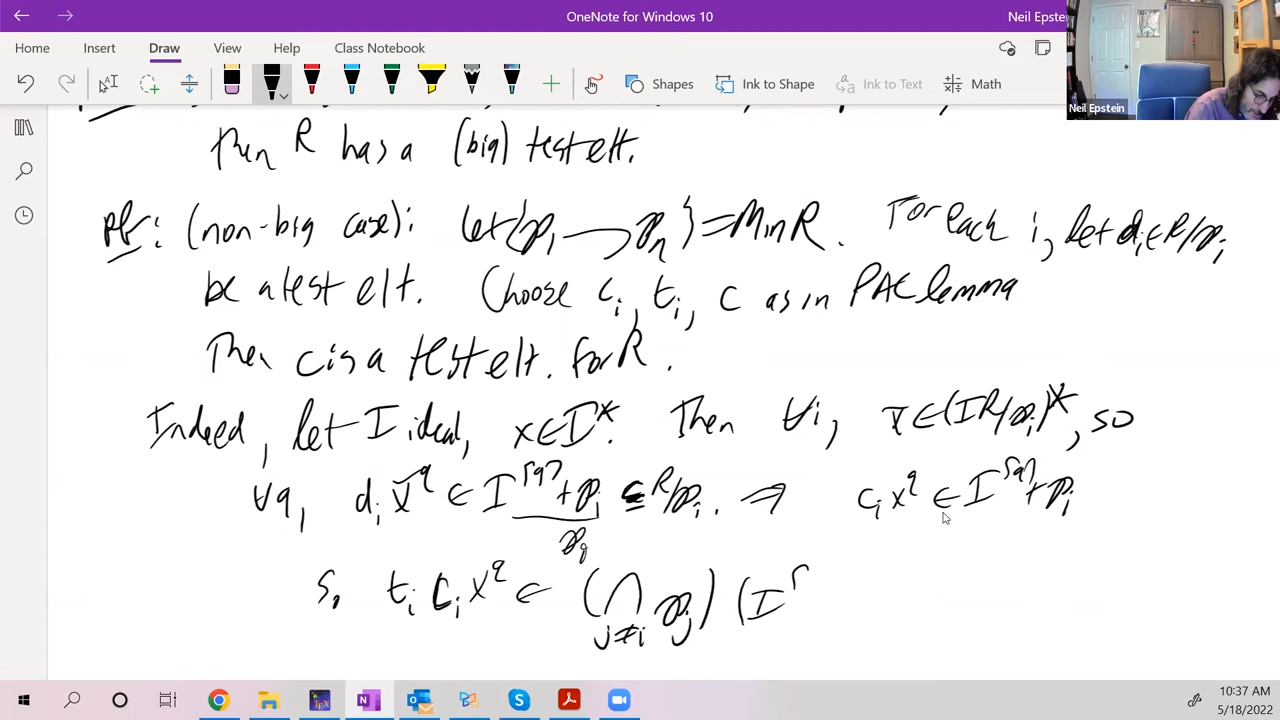 OneNote for Windows 10
Neil Epste
Home Insert Draw View Help Class Notebook
Shapes Ink to Shape Ink to Text Math
Neil Epstein
then R has a (big) test elt.
pf: (non-big case): let {𝔭₁ — 𝔭ₙ} = Min R. For each i, let dᵢ ∈ R/𝔭ᵢ
be a test elt. Choose cᵢ, tᵢ, c as in PAC lemma
Then c is a test elt. for R.
Indeed, let I ideal, x ∈ I*. Then ∀i, x̄ ∈ (IR/𝔭ᵢ)*, so
∀q, dᵢ x̄^q ∈ I^[q] + 𝔭ᵢ / 𝔭ᵢ ⊆ R/𝔭ᵢ. ⇒ cᵢ x^q ∈ I^[q] + 𝔭ᵢ
So tᵢ cᵢ x^q ∈ (⋂_{j≠i} 𝔭ⱼ) (I^[
10:37 AM
5/18/2022